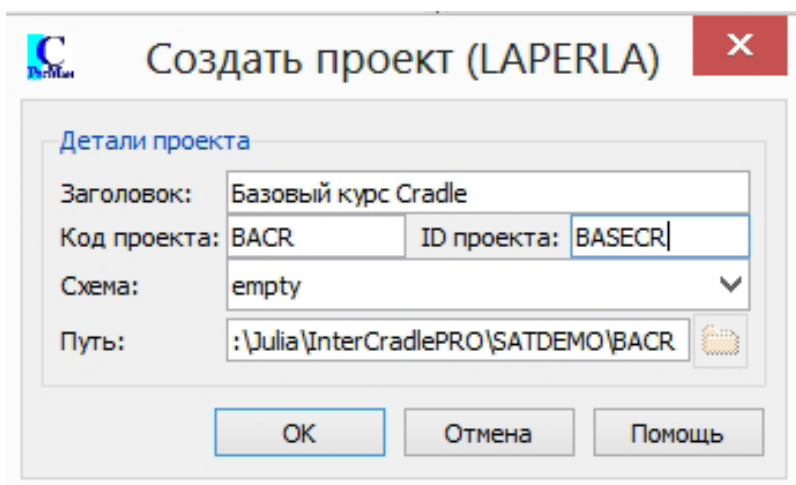 C
Создать проект (LAPERLA)
Детали проекта
Заголовок: Базовый курс Cradle
Код проекта: BACR ID проекта: BASECR
Схема: empty
Путь: :\Julia\InterCradlePRO\SATDEMO\BACR
OK Отмена Помощь